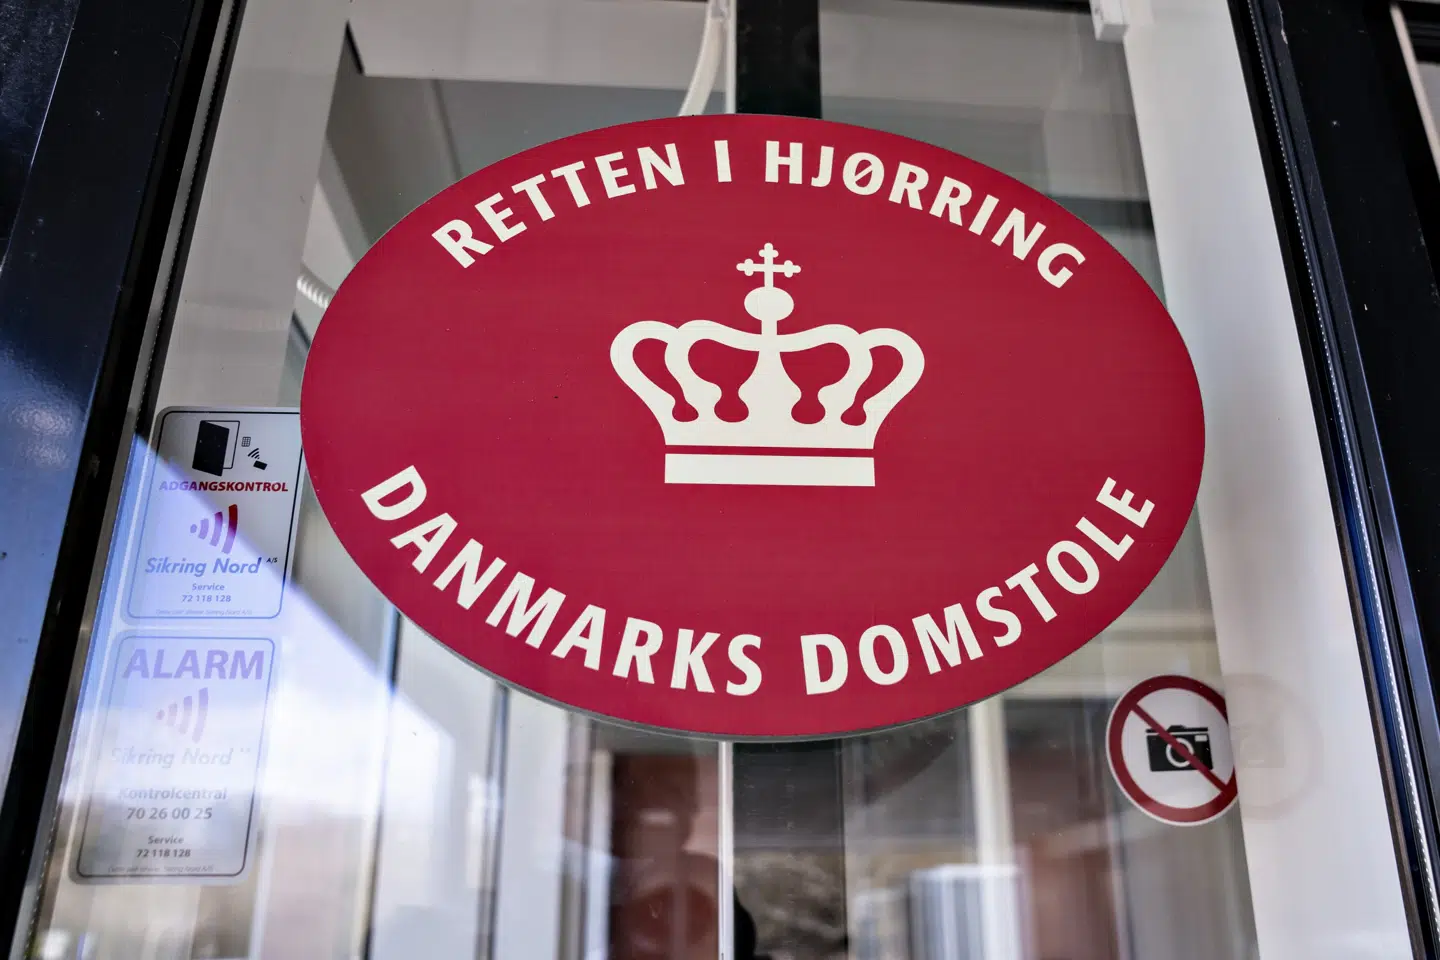 RETTEN I HJØRRING
DANMARKS DOMSTOLE
ADGANGSKONTROL
Sikring Nord A/S
Service
72 118 128
ALARM
Sikring Nord
Kontrolcentral
70 26 00 25
Service
72 118 128